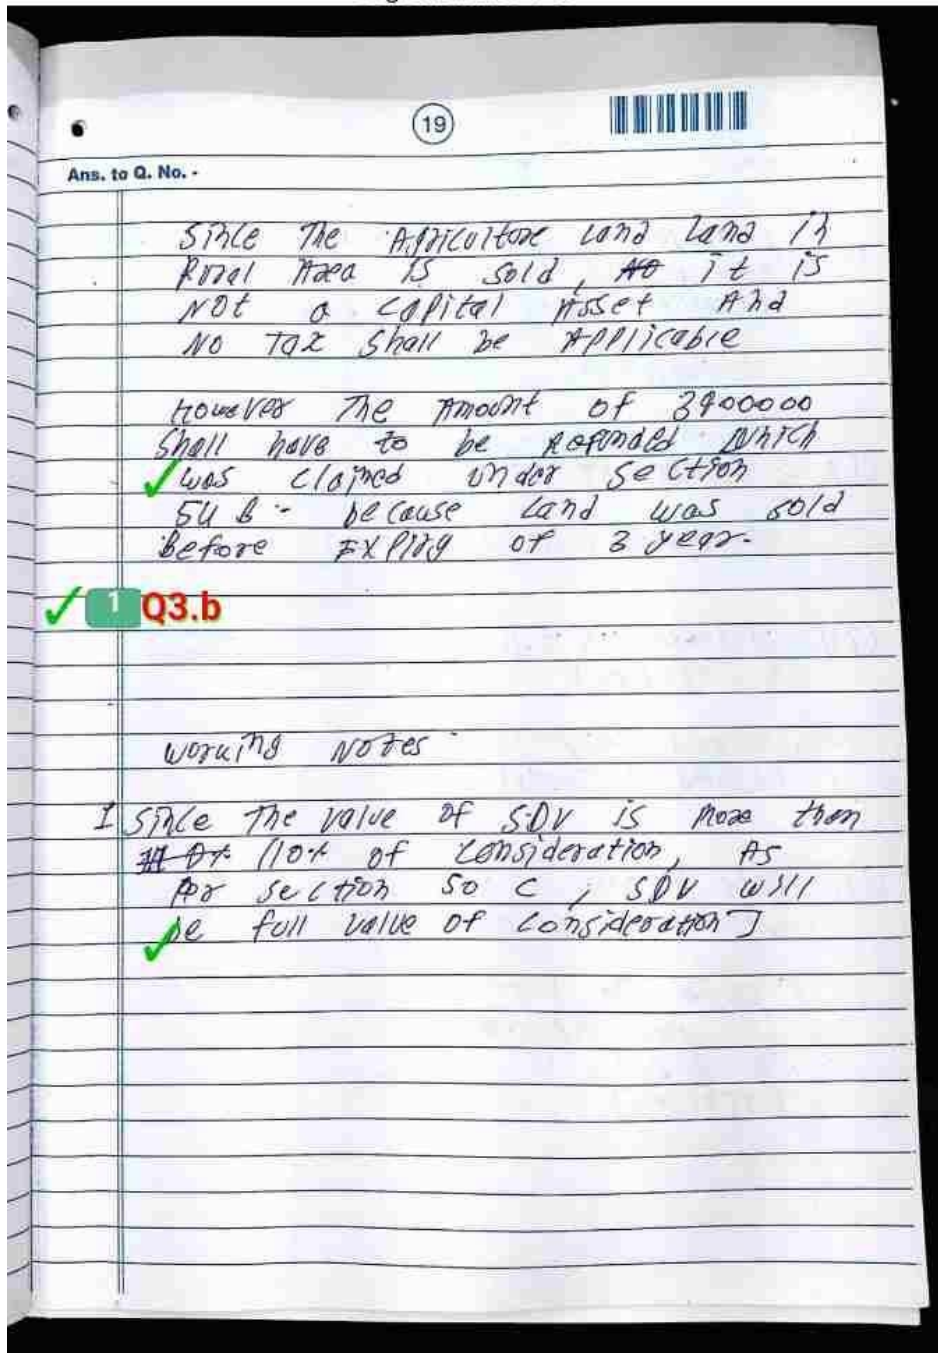 19
Ans. to Q. No. -
Since The Agriculture Land Land in
Rural Area is sold, it is
Not a capital Asset And
No Tax shall be Applicable
However The Amount of 3900000
Shall have to be Refunded which
was claimed under section
54 B - because Land was sold
Before Expiry of 3 year.
1 Q3.b
Working Notes
I Since The value of SDV is more then
110% of Consideration, As
Per section 50 C, SDV will
be full value of consideration]